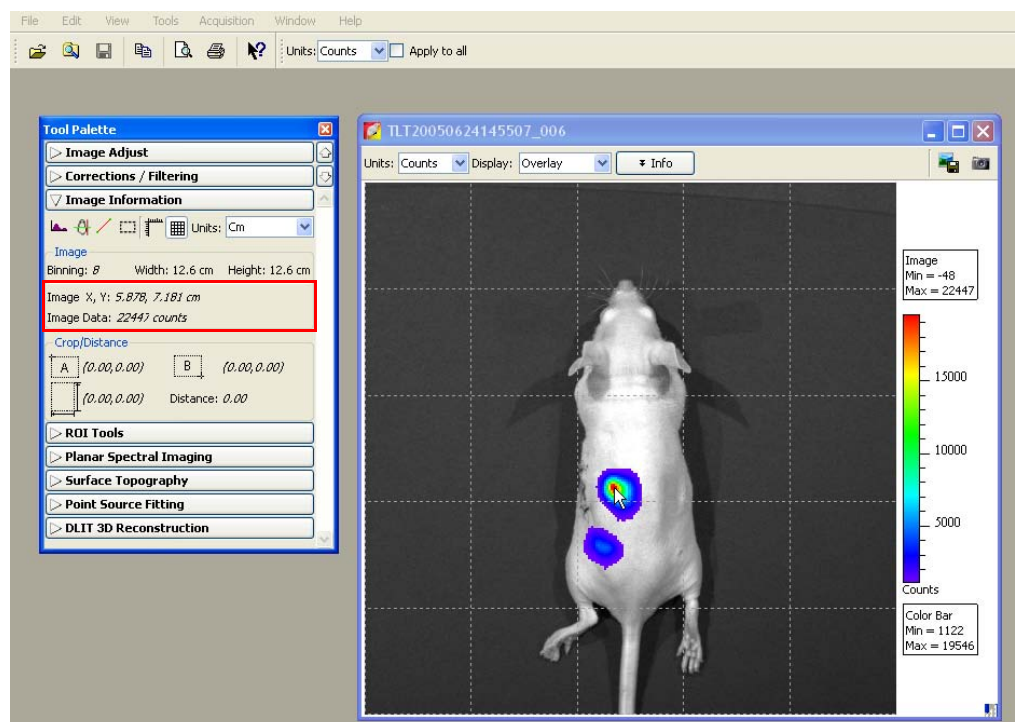 File Edit View Tools Acquisition Window Help
Units: Counts Apply to all
Tool Palette
Image Adjust
Corrections / Filtering
Image Information
Units: Cm
Image
Binning: 8 Width: 12.6 cm Height: 12.6 cm
Image X, Y: 5.878, 7.181 cm
Image Data: 22447 counts
Crop/Distance
A (0.00,0.00) B (0.00,0.00)
(0.00,0.00) Distance: 0.00
ROI Tools
Planar Spectral Imaging
Surface Topography
Point Source Fitting
DLIT 3D Reconstruction
TLT20050624145507_006
Units: Counts Display: Overlay Info
Image
Min = -48
Max = 22447
15000
10000
5000
Counts
Color Bar
Min = 1122
Max = 19546